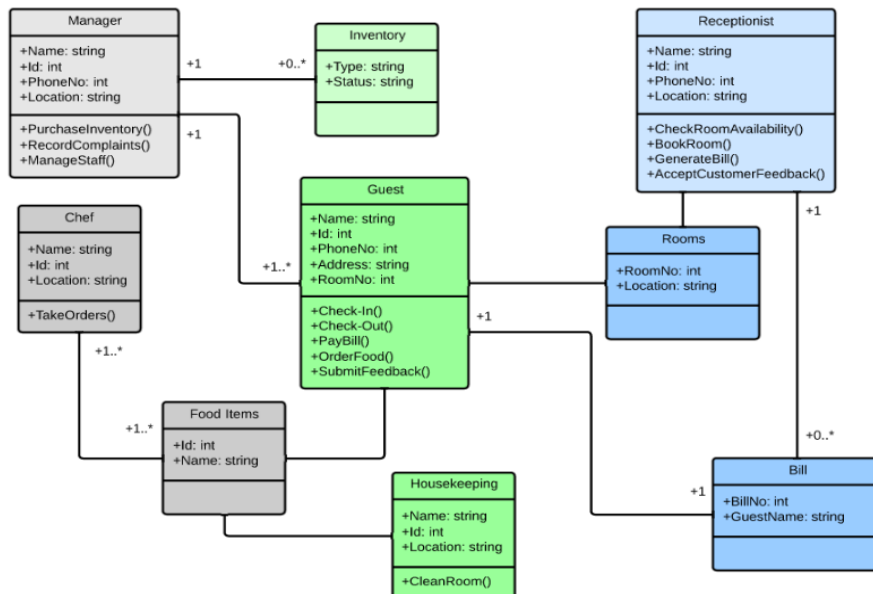 Manager
+Name: string
+Id: int
+PhoneNo: int
+Location: string
+PurchaseInventory()
+RecordComplaints()
+ManageStaff()
+1
+0..*
Inventory
+Type: string
+Status: string
+1
+1..*
Receptionist
+Name: string
+Id: int
+PhoneNo: int
+Location: string
+CheckRoomAvailability()
+BookRoom()
+GenerateBill()
+AcceptCustomerFeedback()
+1
+0..*
Chef
+Name: string
+Id: int
+Location: string
+TakeOrders()
+1..*
+1..*
Guest
+Name: string
+Id: int
+PhoneNo: int
+Address: string
+RoomNo: int
+Check-In()
+Check-Out()
+PayBill()
+OrderFood()
+SubmitFeedback()
+1
+1
Rooms
+RoomNo: int
+Location: string
Food Items
+Id: int
+Name: string
Housekeeping
+Name: string
+Id: int
+Location: string
+CleanRoom()
Bill
+BillNo: int
+GuestName: string